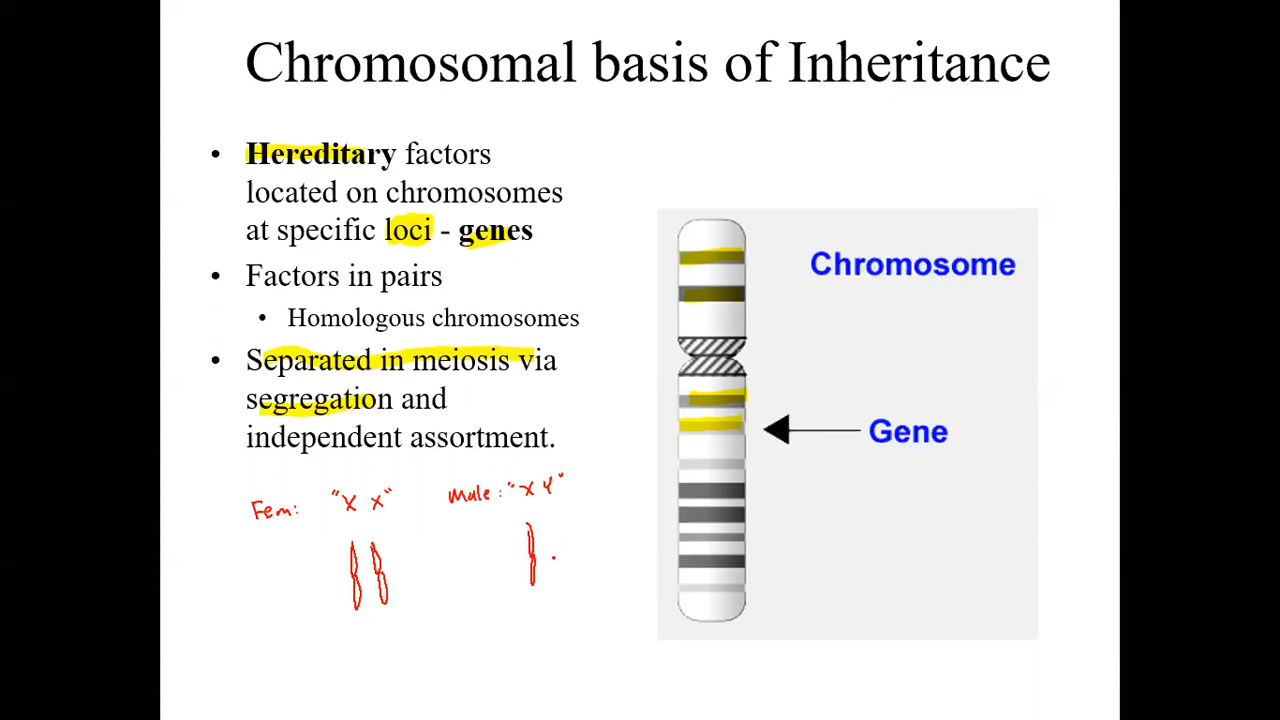 Chromosomal basis of Inheritance
• Hereditary factors
located on chromosomes
at specific loci - genes
• Factors in pairs
• Homologous chromosomes
• Separated in meiosis via
segregation and
independent assortment.
Fem: "X X"
Male: "X Y"
Chromosome
Gene